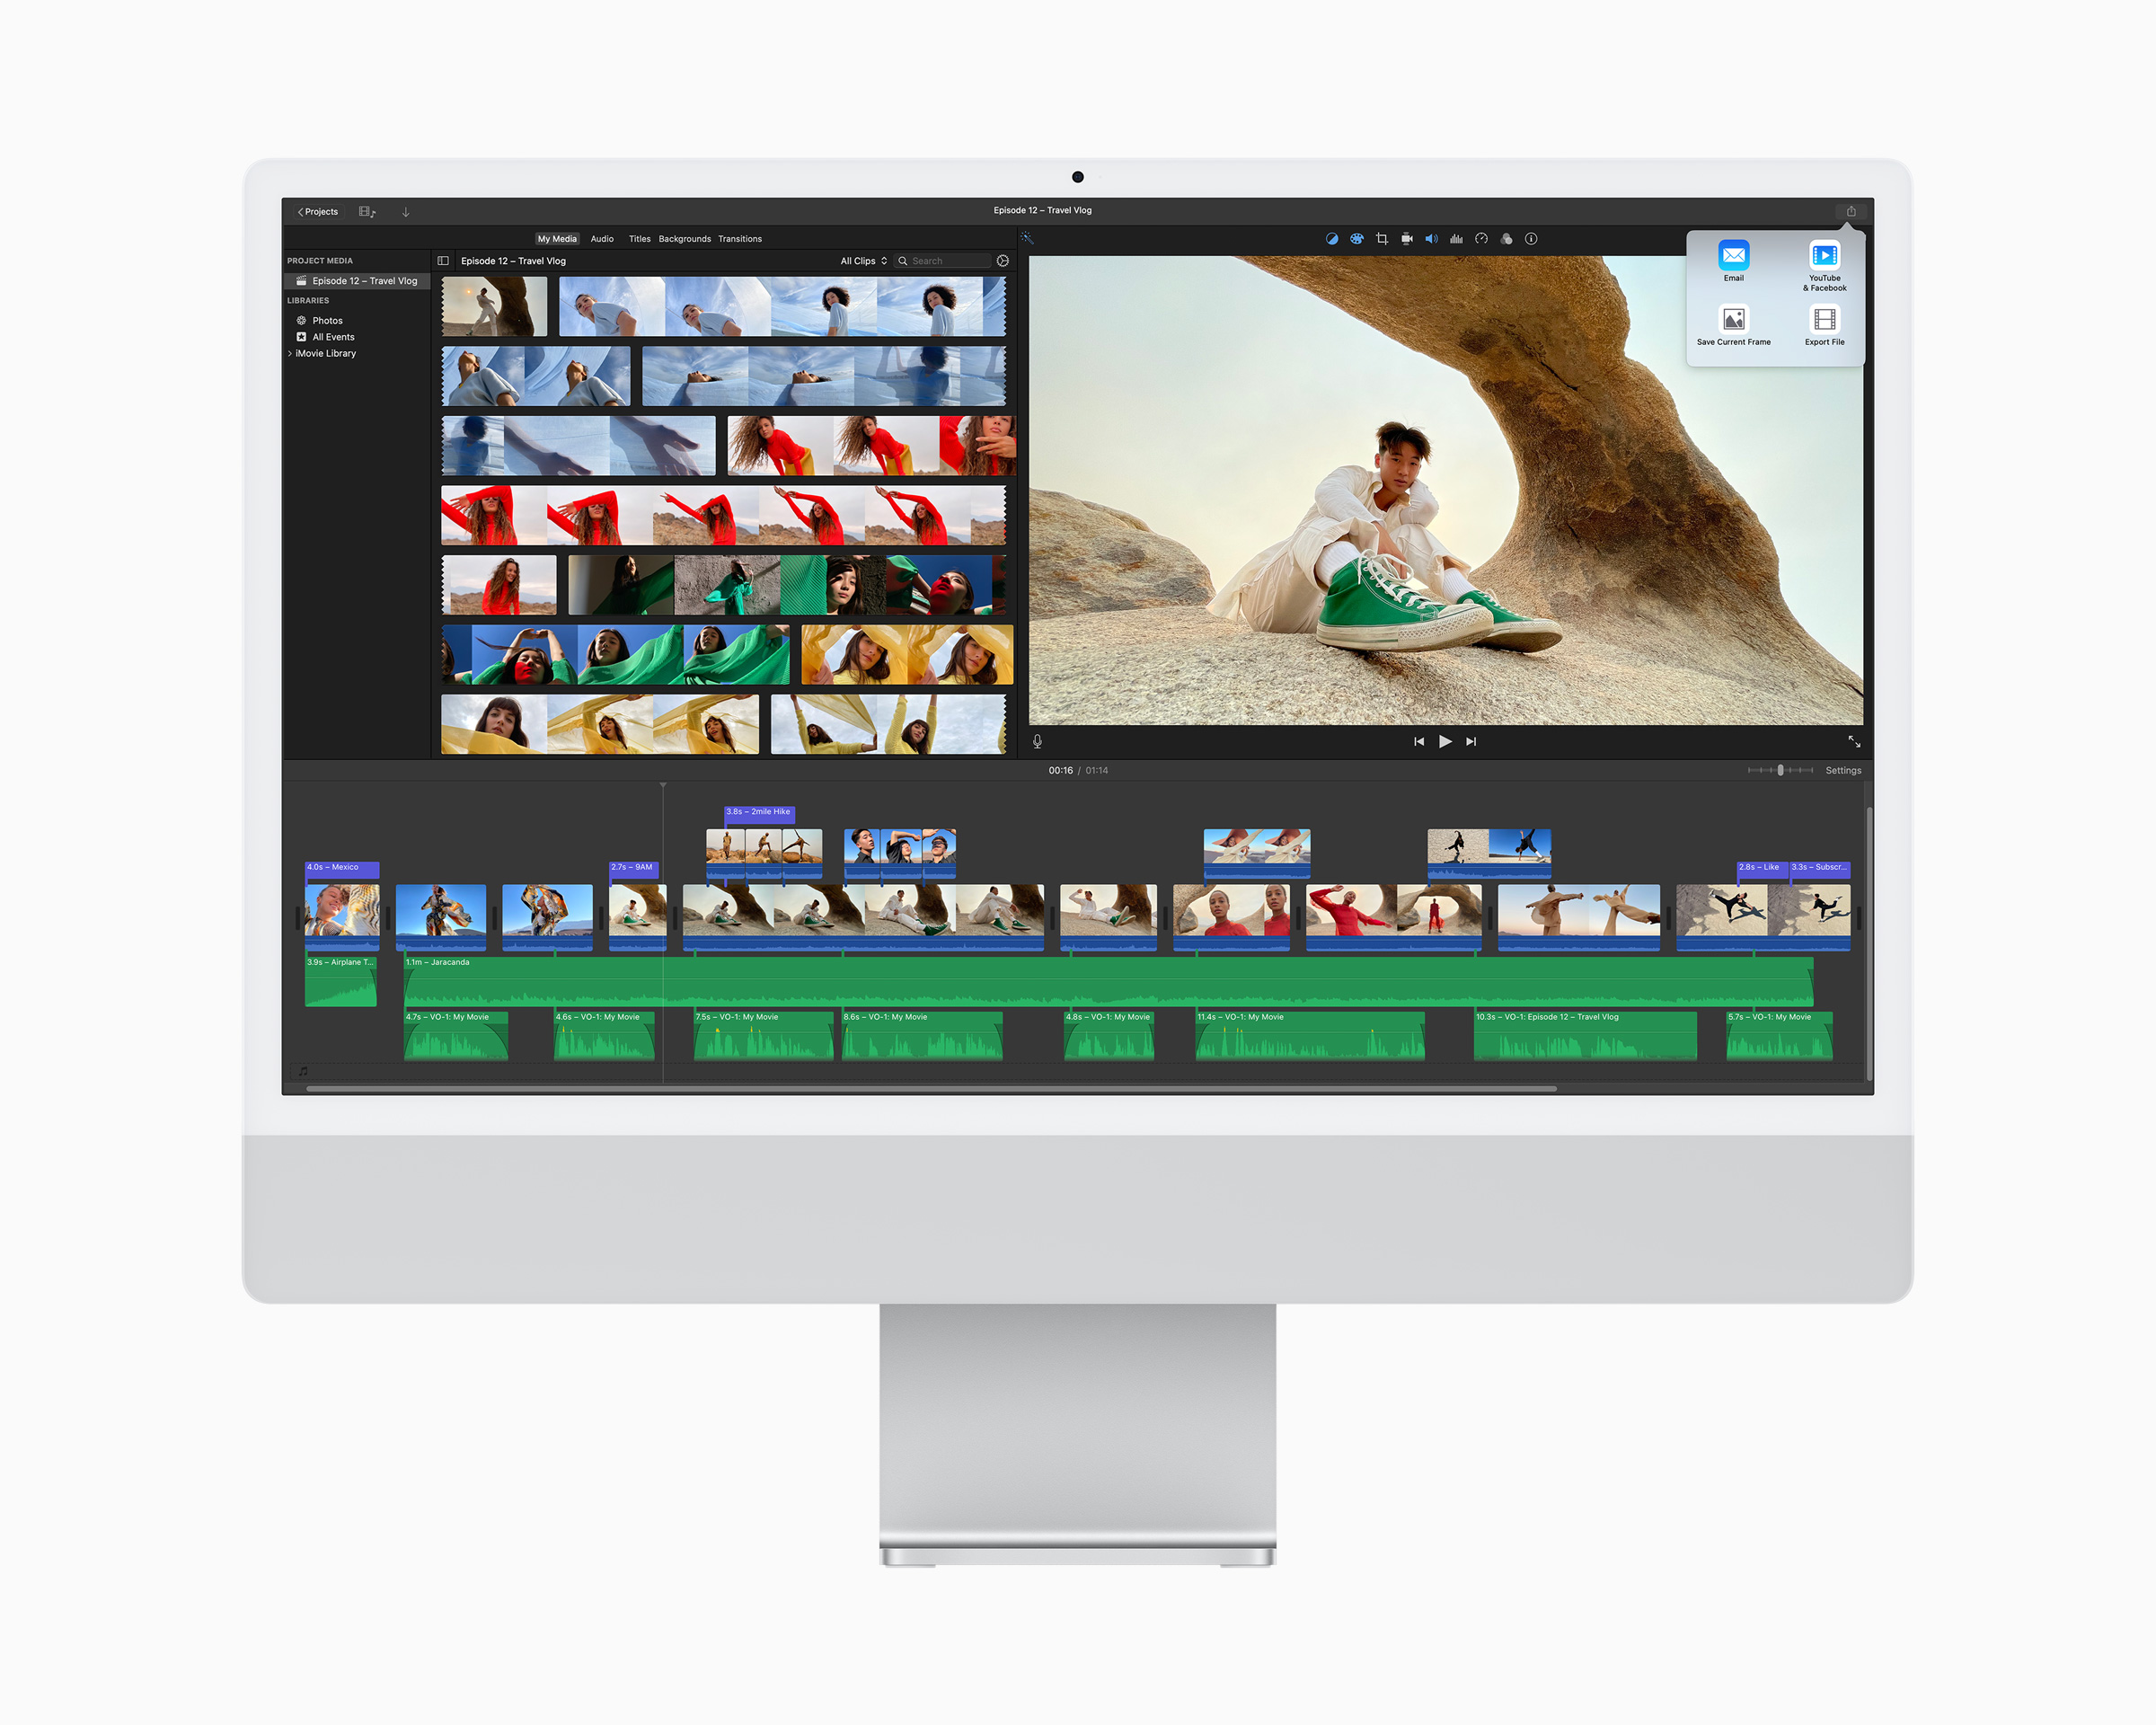 Projects
Episode 12 – Travel Vlog
My Media
Audio
Titles
Backgrounds
Transitions
PROJECT MEDIA
Episode 12 – Travel Vlog
LIBRARIES
Photos
All Events
iMovie Library
Episode 12 – Travel Vlog
All Clips
Search
Email
YouTube
& Facebook
Save Current Frame
Export File
00:16 / 01:14
Settings
3.8s – 2mile Hike
4.0s – Mexico
2.7s – 9AM
2.8s – Like
3.3s – Subscr...
3.9s – Airplane T...
1.1m – Jaracanda
4.7s – VO-1: My Movie
4.6s – VO-1: My Movie
7.5s – VO-1: My Movie
8.6s – VO-1: My Movie
4.8s – VO-1: My Movie
11.4s – VO-1: My Movie
10.3s – VO-1: Episode 12 – Travel Vlog
5.7s – VO-1: My Movie